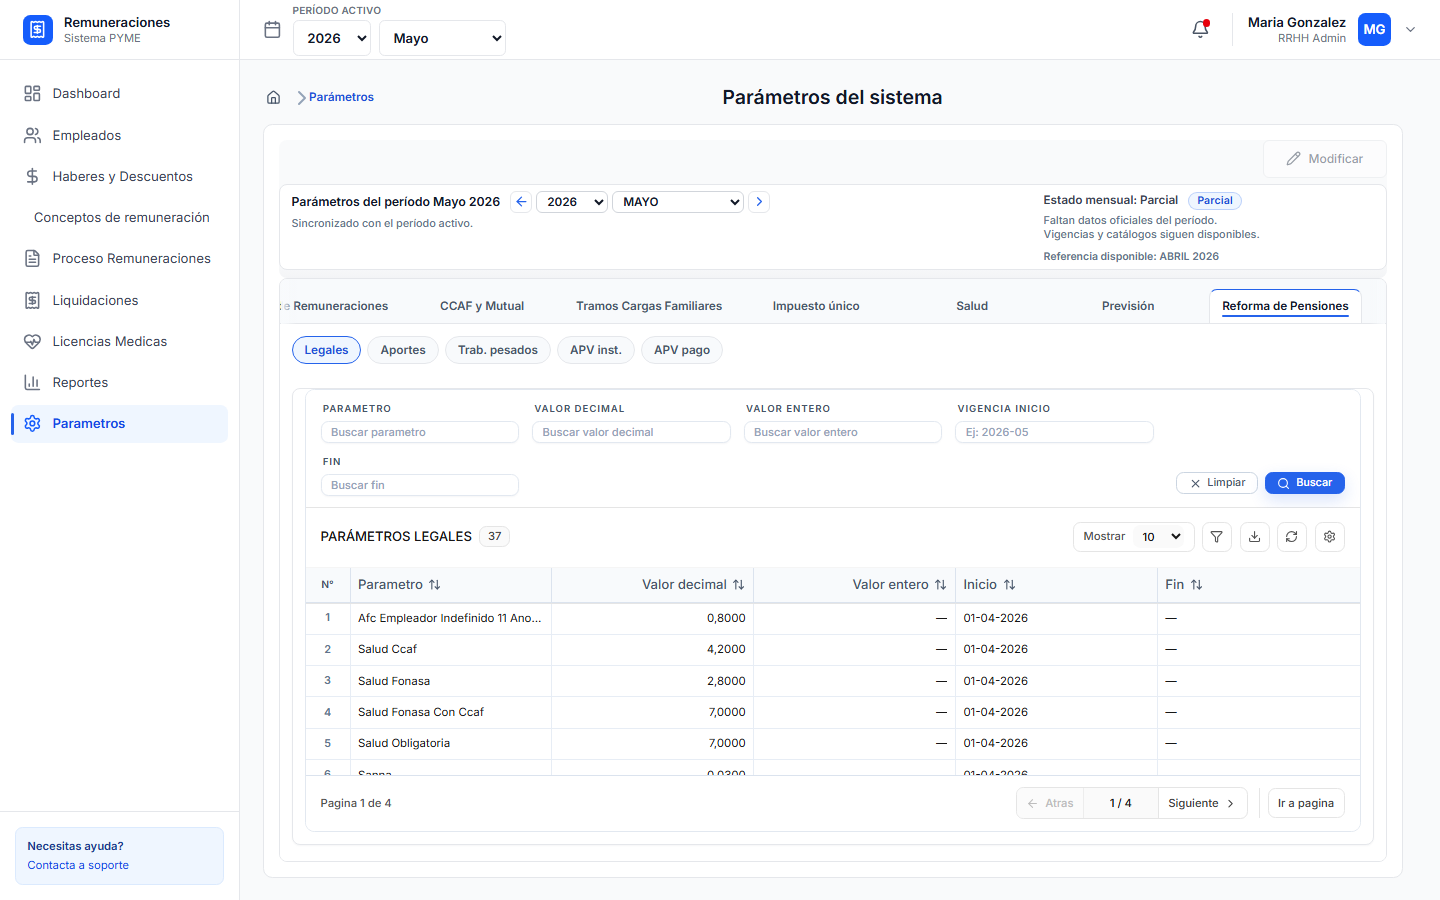 Remuneraciones
Sistema PYME
PERÍODO ACTIVO
2026
Mayo
Maria Gonzalez
RRHH Admin
MG
Dashboard
Empleados
Haberes y Descuentos
Conceptos de remuneración
Proceso Remuneraciones
Liquidaciones
Licencias Medicas
Reportes
Parametros
Necesitas ayuda?
Contacta a soporte
Parámetros
Parámetros del sistema
Modificar
Parámetros del período Mayo 2026
2026
MAYO
Sincronizado con el período activo.
Estado mensual: Parcial
Parcial
Faltan datos oficiales del período.
Vigencias y catálogos siguen disponibles.
Referencia disponible: ABRIL 2026
e Remuneraciones
CCAF y Mutual
Tramos Cargas Familiares
Impuesto único
Salud
Previsión
Reforma de Pensiones
Legales
Aportes
Trab. pesados
APV inst.
APV pago
PARAMETRO
VALOR DECIMAL
VALOR ENTERO
VIGENCIA INICIO
Buscar parametro
Buscar valor decimal
Buscar valor entero
Ej: 2026-05
FIN
Buscar fin
Limpiar
Buscar
PARÁMETROS LEGALES 37
Mostrar 10
N° Parametro Valor decimal Valor entero Inicio Fin
1 Afc Empleador Indefinido 11 Ano... 0,8000 — 01-04-2026 —
2 Salud Ccaf 4,2000 — 01-04-2026 —
3 Salud Fonasa 2,8000 — 01-04-2026 —
4 Salud Fonasa Con Ccaf 7,0000 — 01-04-2026 —
5 Salud Obligatoria 7,0000 — 01-04-2026 —
6 Sanna 0,0300 01-04-2026
Pagina 1 de 4
Atras
1 / 4
Siguiente
Ir a pagina